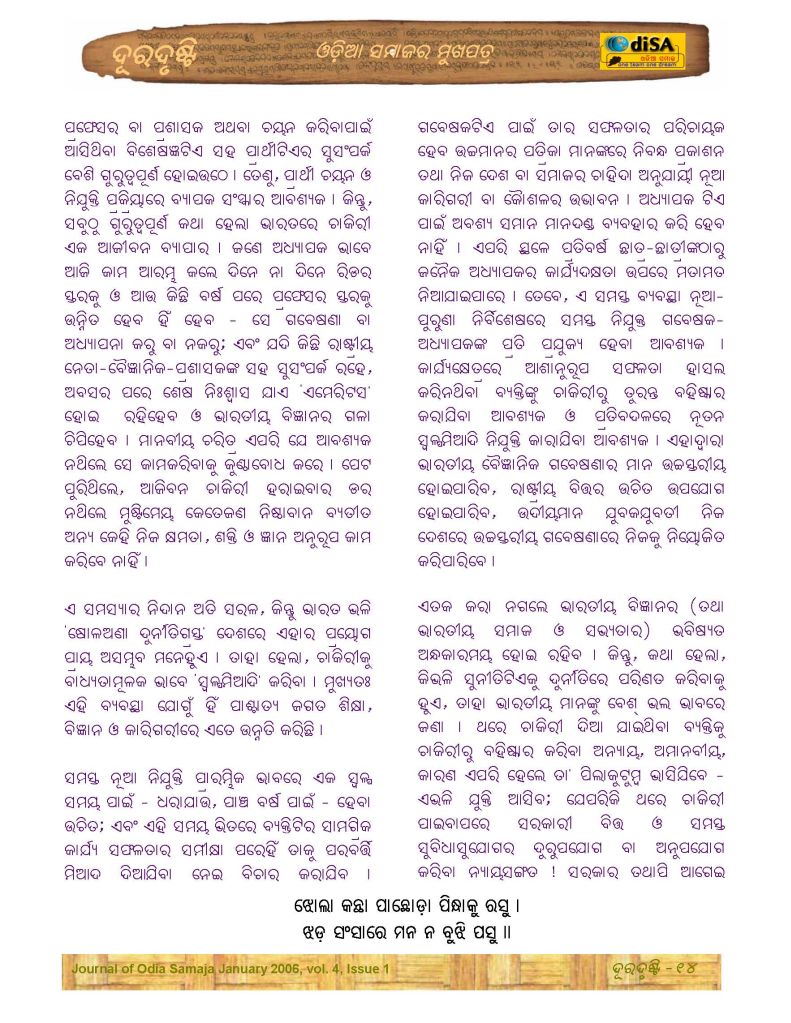 ଦୂରଦୃଷ୍ଟି
ଓଡ଼ିଆ ସମାଜର ମୁଖପତ୍ର
diSA
ଓଡ଼ିଆ ସମାଜ
one team one dream
ପ୍ରଫେସର ବା ପ୍ରଶାସକ ଅଥବା ଚୟନ କରିବାପାଇଁ
ଆସିଥିବା ବିଶେଷଜ୍ଞଟିଏ ସହ ପ୍ରାର୍ଥୀଟିଏର ସୁସଂପର୍କ
ବେଶି ଗୁରୁତ୍ୱପୂର୍ଣ ହୋଇଉଠେ । ତେଣୁ, ପ୍ରାର୍ଥୀ ଚୟନ ଓ
ନିଯୁକ୍ତି ପ୍ରକ୍ରିୟାରେ ବ୍ୟାପକ ସଂସ୍କାର ଆବଶ୍ୟକ । କିନ୍ତୁ,
ସବୁଠୁ ଗୁରୁତ୍ୱପୂର୍ଣ କଥା ହେଲା ଭାରତରେ ଚାକିରୀ
ଏକ ଆଜୀବନ ବ୍ୟାପାର । ଜଣେ ଅଧ୍ୟାପକ ଭାବେ
ଆଜି କାମ ଆରମ୍ଭ କଲେ ଦିନେ ନା ଦିନେ ରିଡର
ସ୍ତରକୁ ଓ ଆଉ କିଛି ବର୍ଷ ପରେ ପ୍ରଫେସର ସ୍ତରକୁ
ଉନ୍ନିତ ହେବ ହିଁ ହେବ - ସେ ଗବେଷଣା ବା
ଅଧ୍ୟାପନା କରୁ ବା ନକରୁ; ଏବଂ ଯଦି କିଛି ରାଷ୍ଟ୍ରୀୟ
ନେତା-ବୈଜ୍ଞାନିକ-ପ୍ରଶାସକଙ୍କ ସହ ସୁସଂପର୍କ ରହେ,
ଅବସର ପରେ ଶେଷ ନିଃଶ୍ୱାସ ଯାଏ 'ଏମେରିଟସ'
ହୋଇ ରହିହେବ ଓ ଭାରତୀୟ ବିଜ୍ଞାନର ଗଳା
ଚିପିହେବ । ମାନବୀୟ ଚରିତ୍ର ଏପରି ଯେ ଆବଶ୍ୟକ
ନଥିଲେ ସେ କାମକରିବାକୁ କୁଣ୍ଠାବୋଧ କରେ । ପେଟ
ପୁରିଥିଲେ, ଆଜିବନ ଚାକିରୀ ହରାଇବାର ଡର
ନଥିଲେ ମୁଷ୍ଟିମେୟ କେତେଜଣ ନିଷ୍ଠାବାନ ବ୍ୟତୀତ
ଅନ୍ୟ କେହି ନିଜ କ୍ଷମତା, ଶକ୍ତି ଓ ଜ୍ଞାନ ଅନୁରୂପ କାମ
କରିବେ ନାହିଁ ।
ଏ ସମସ୍ୟାର ନିଦାନ ଅତି ସରଳ, କିନ୍ତୁ ଭାରତ ଭଳି
'ଷୋଳଅଣା ଦୁର୍ନୀତିଗ୍ରସ୍ତ' ଦେଶରେ ଏହାର ପ୍ରୟୋଗ
ପ୍ରାୟ ଅସମ୍ଭବ ମନେହୁଏ । ତାହା ହେଲା, ଚାକିରୀକୁ
ବାଧ୍ୟତାମୂଳକ ଭାବେ 'ସ୍ୱଳ୍ପମିଆଦି' କରିବା । ମୁଖ୍ୟତଃ
ଏହି ବ୍ୟବସ୍ଥା ଯୋଗୁଁ ହିଁ ପାଶ୍ଚାତ୍ୟ ଜଗତ ଶିକ୍ଷା,
ବିଜ୍ଞାନ ଓ କାରିଗରୀରେ ଏତେ ଉନ୍ନତି କରିଛି ।
ସମସ୍ତ ନୂଆ ନିଯୁକ୍ତି ପ୍ରାରମ୍ଭିକ ଭାବରେ ଏକ ସ୍ୱଳ୍ପ
ସମୟ ପାଇଁ - ଧରାଯାଉ, ପାଞ୍ଚ ବର୍ଷ ପାଇଁ - ହେବା
ଉଚିତ; ଏବଂ ଏହି ସମୟ ଭିତରେ ବ୍ୟକ୍ତିଟିର ସାମଗ୍ରିକ
କାର୍ଯ୍ୟ ସଫଳତାର ସମୀକ୍ଷା ପରେହିଁ ତାକୁ ପରବର୍ତ୍ତି
ମିଆଦ ଦିଆଯିବା ନେଇ ବିଚାର କରାଯିବ ।
ଗବେଷକଟିଏ ପାଇଁ ତାର ସଫଳତାର ପରିଚାୟକ
ହେବ ଉଚ୍ଚମାନର ପତ୍ରିକା ମାନଙ୍କରେ ନିବନ୍ଧ ପ୍ରକାଶନ
ତଥା ନିଜ ଦେଶ ବା ସମାଜର ଚାହିଦା ଅନୁଯାୟୀ ନୂଆ
କାରିଗରୀ ବା କୌଶଳର ଉଦ୍ଭାବନ । ଅଧ୍ୟାପକ ଟିଏ
ପାଇଁ ଅବଶ୍ୟ ସମାନ ମାନଦଣ୍ଡ ବ୍ୟବହାର କରି ହେବ
ନାହିଁ । ଏପରି ସ୍ଥଳେ ପ୍ରତିବର୍ଷ ଛାତ୍ର-ଛାତ୍ରୀଙ୍କଠାରୁ
ଜନୈକ ଅଧ୍ୟାପକର କାର୍ଯ୍ୟଦକ୍ଷତା ଉପରେ ମତାମତ
ନିଆଯାଇପାରେ । ତେବେ, ଏ ସମସ୍ତ ବ୍ୟବସ୍ଥା ନୂଆ-
ପୁରୁଣା ନିର୍ବିଶେଷରେ ସମସ୍ତ ନିଯୁକ୍ତ ଗବେଷକ-
ଅଧ୍ୟାପକଙ୍କ ପ୍ରତି ପ୍ରଯୁଜ୍ୟ ହେବା ଆବଶ୍ୟକ ।
କାର୍ଯ୍ୟକ୍ଷେତ୍ରରେ ଆଶାନୁରୂପ ସଫଳତା ହାସଲ
କରିନଥିବା ବ୍ୟକ୍ତିଙ୍କୁ ଚାକିରୀରୁ ତୁରନ୍ତ ବହିଷ୍କାର
କରାଯିବା ଆବଶ୍ୟକ ଓ ପ୍ରତିବଦଳରେ ନୂତନ
ସ୍ୱଳ୍ପମିଆଦି ନିଯୁକ୍ତି କାରାଯିବା ଆବଶ୍ୟକ । ଏହାଦ୍ୱାରା
ଭାରତୀୟ ବୈଜ୍ଞାନିକ ଗବେଷଣାର ମାନ ଉଚ୍ଚସ୍ତରୀୟ
ହୋଇପାରିବ, ରାଷ୍ଟ୍ରୀୟ ବିତ୍ତର ଉଚିତ ଉପଯୋଗ
ହୋଇପାରିବ, ଉଦୀୟମାନ ଯୁବକଯୁବତୀ ନିଜ
ଦେଶରେ ଉଚ୍ଚସ୍ତରୀୟ ଗବେଷଣାରେ ନିଜକୁ ନିୟୋଜିତ
କରିପାରିବେ ।
ଏତକ କରା ନଗଲେ ଭାରତୀୟ ବିଜ୍ଞାନର (ତଥା
ଭାରତୀୟ ସମାଜ ଓ ସଭ୍ୟତାର) ଭବିଷ୍ୟତ
ଅନ୍ଧକାରମୟ ହୋଇ ରହିବ । କିନ୍ତୁ, କଥା ହେଲା,
କିଭଳି ସୁନୀତିଟିଏକୁ ଦୁର୍ନୀତିରେ ପରିଣତ କରିବାକୁ
ହୁଏ, ତାହା ଭାରତୀୟ ମାନଙ୍କୁ ବେଶ୍ ଭଲ ଭାବରେ
ଜଣା । ଥରେ ଚାକିରୀ ଦିଆ ଯାଇଥିବା ବ୍ୟକ୍ତିକୁ
ଚାକିରୀରୁ ବହିଷ୍କାର କରିବା ଅନ୍ୟାୟ, ଅମାନବୀୟ,
କାରଣ ଏପରି ହେଲେ ତା' ପିଲାକୁଟୁମ୍ବ ଭାସିଯିବେ -
ଏଭଳି ଯୁକ୍ତି ଆସିବ; ଯେପରିକି ଥରେ ଚାକିରୀ
ପାଇବାପରେ ସରକାରୀ ବିତ୍ତ ଓ ସମସ୍ତ
ସୁବିଧାସୁଯୋଗର ଦୁରୁପଯୋଗ ବା ଅନୁପଯୋଗ
କରିବା ନ୍ୟାୟସଙ୍ଗତ ! ସରକାର ତଥାପି ଆଗେଇ
ଝୋଲା କନ୍ଥା ପାଛୋଡ଼ା ପିନ୍ଧାକୁ ରସୁ ।
ଝଡ଼ ସଂସାରେ ମନ ନ ବୁଝି ପସୁ ॥
Journal of Odia Samaja January 2006, vol. 4, Issue 1
ଦୂରଦୃଷ୍ଟି - ୧୪